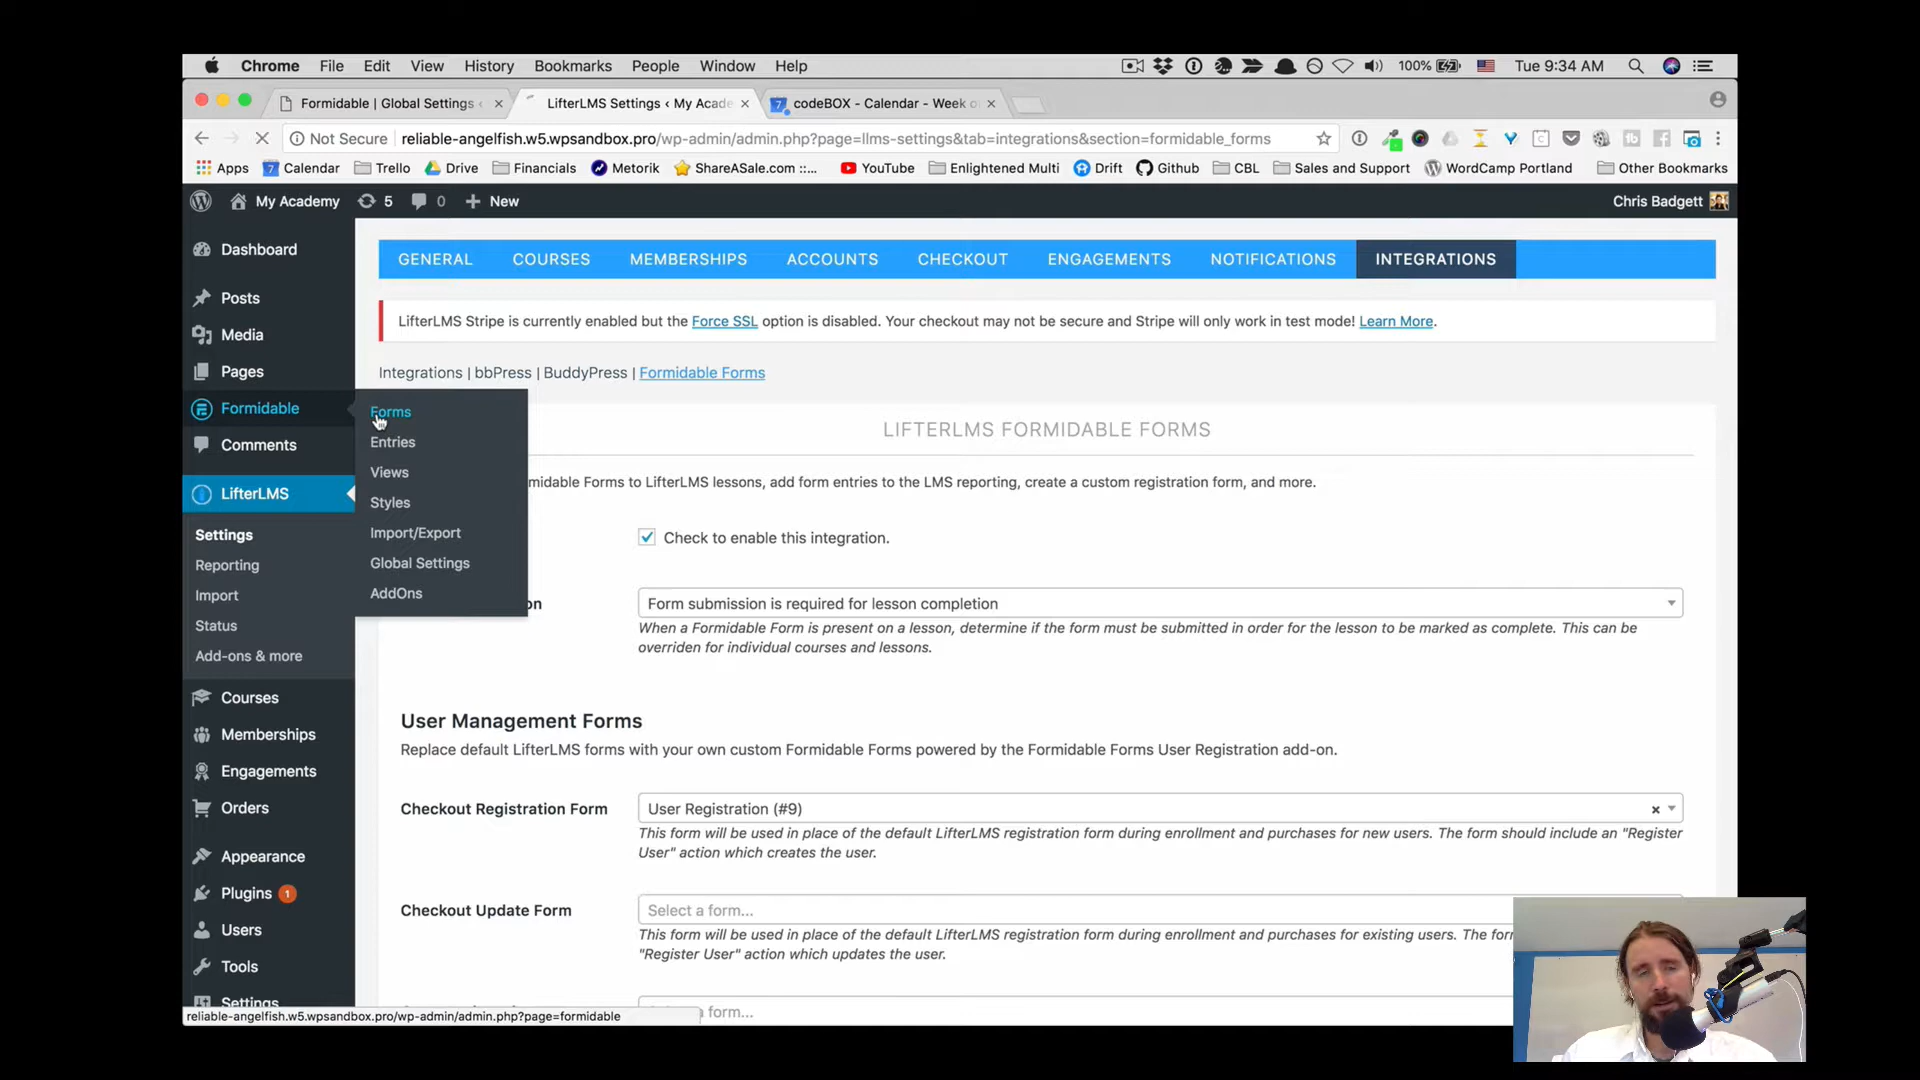 Chrome File Edit View History Bookmarks People Window Help 100% Tue 9:34 AM
Formidable | Global Settings ‹ LifterLMS Settings ‹ My Acade codeBOX - Calendar - Week o
Not Secure reliable-angelfish.w5.wpsandbox.pro/wp-admin/admin.php?page=llms-settings&tab=integrations&section=formidable_forms
Apps 7 Calendar Trello Drive Financials Metorik ShareASale.com ::... YouTube Enlightened Multi Drift Github CBL Sales and Support WordCamp Portland Other Bookmarks
My Academy 5 0 New Chris Badgett
Dashboard
Posts
Media
Pages
Formidable
Comments
LifterLMS
Settings
Reporting
Import
Status
Add-ons & more
Courses
Memberships
Engagements
Orders
Appearance
Plugins 1
Users
Tools
Settings
Forms
Entries
Views
Styles
Import/Export
Global Settings
AddOns
GENERAL COURSES MEMBERSHIPS ACCOUNTS CHECKOUT ENGAGEMENTS NOTIFICATIONS INTEGRATIONS
LifterLMS Stripe is currently enabled but the Force SSL option is disabled. Your checkout may not be secure and Stripe will only work in test mode! Learn More.
Integrations | bbPress | BuddyPress | Formidable Forms
LIFTERLMS FORMIDABLE FORMS
midable Forms to LifterLMS lessons, add form entries to the LMS reporting, create a custom registration form, and more.
Check to enable this integration.
on Form submission is required for lesson completion
When a Formidable Form is present on a lesson, determine if the form must be submitted in order for the lesson to be marked as complete. This can be
overriden for individual courses and lessons.
User Management Forms
Replace default LifterLMS forms with your own custom Formidable Forms powered by the Formidable Forms User Registration add-on.
Checkout Registration Form User Registration (#9) ×
This form will be used in place of the default LifterLMS registration form during enrollment and purchases for new users. The form should include an "Register
User" action which creates the user.
Checkout Update Form Select a form...
This form will be used in place of the default LifterLMS registration form during enrollment and purchases for existing users. The for
"Register User" action which updates the user.
a form...
reliable-angelfish.w5.wpsandbox.pro/wp-admin/admin.php?page=formidable